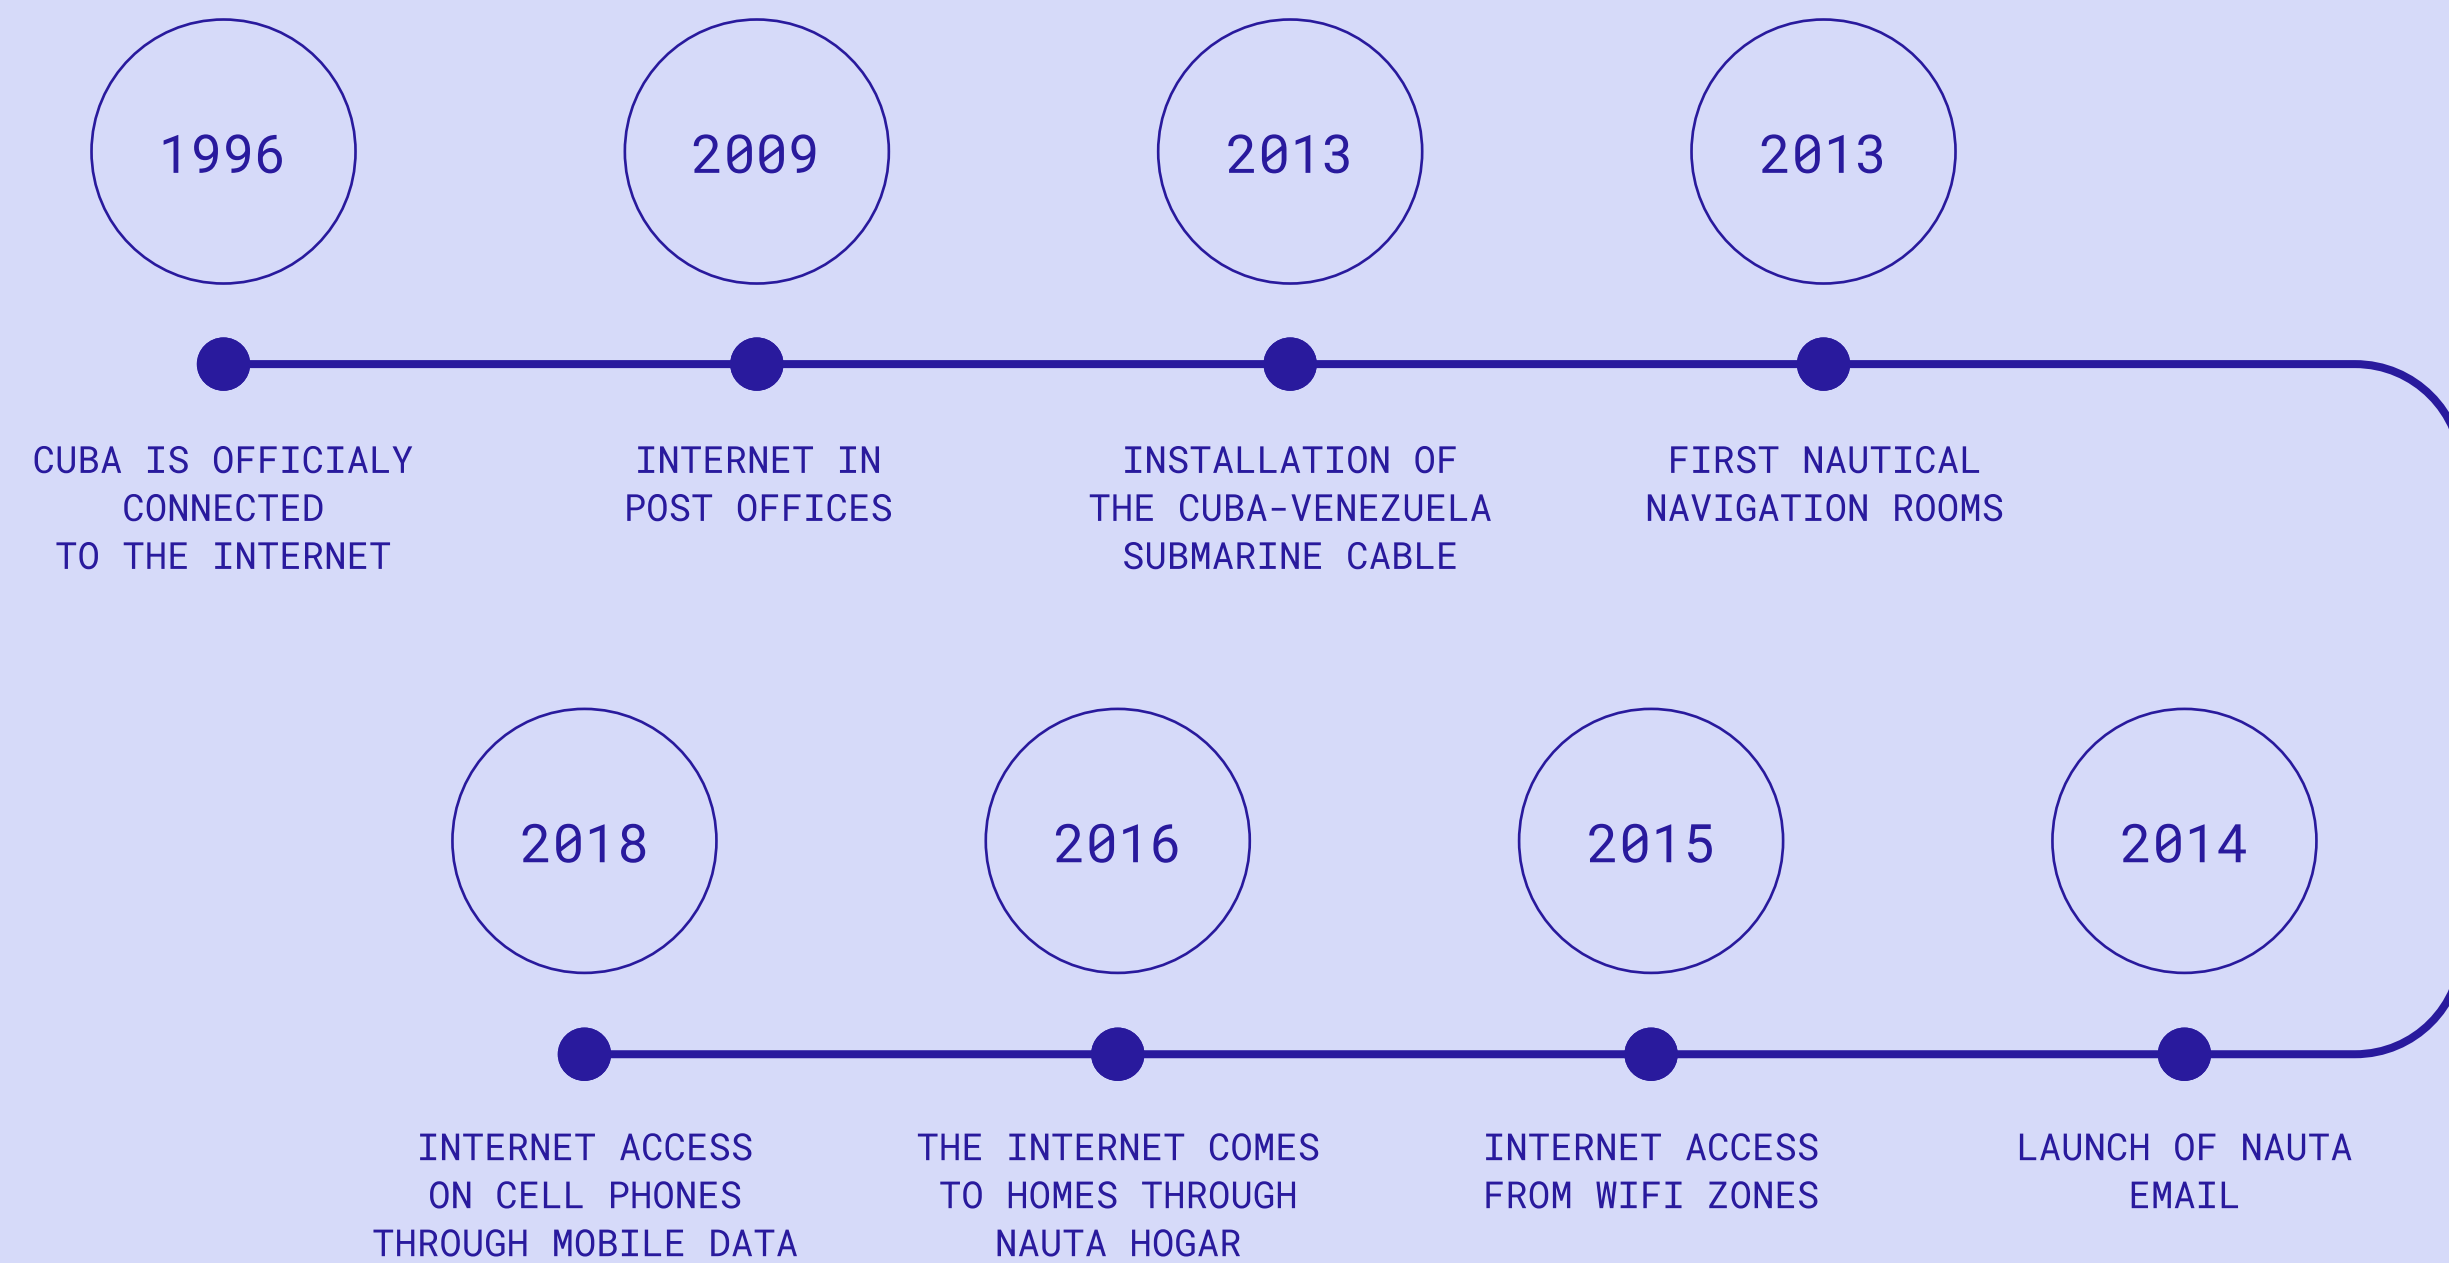 1996
CUBA IS OFFICIALY
CONNECTED
TO THE INTERNET
2009
INTERNET IN
POST OFFICES
2013
INSTALLATION OF
THE CUBA-VENEZUELA
SUBMARINE CABLE
2013
FIRST NAUTICAL
NAVIGATION ROOMS
2014
LAUNCH OF NAUTA
EMAIL
2015
INTERNET ACCESS
FROM WIFI ZONES
2016
THE INTERNET COMES
TO HOMES THROUGH
NAUTA HOGAR
2018
INTERNET ACCESS
ON CELL PHONES
THROUGH MOBILE DATA